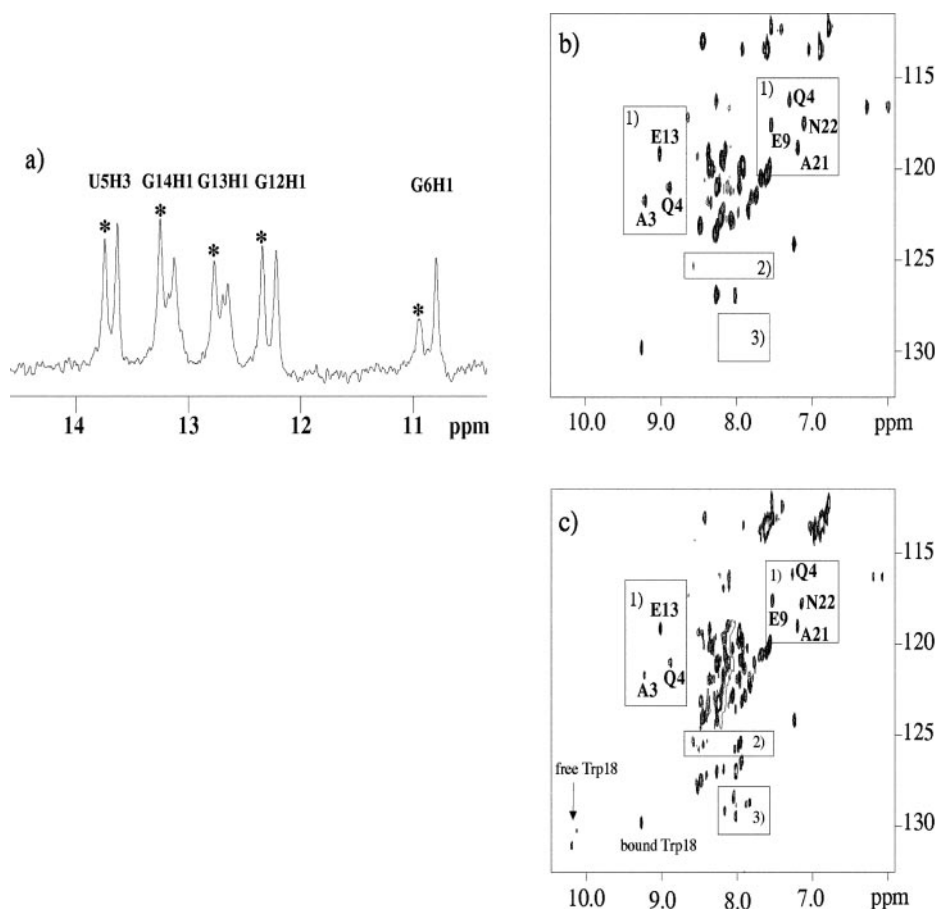 a)
U5H3 G14H1 G13H1 G12H1 G6H1
* * * * *
14 13 12 11 ppm
b)
1) Q4
1) E13 E9 N22
A21
A3 Q4
2)
3)
115
120
125
130
10.0 9.0 8.0 7.0 ppm
c)
1) Q4
1) E13 E9 N22
A21
A3 Q4
2)
free Trp18
3)
bound Trp18
115
120
125
130
10.0 9.0 8.0 7.0 ppm